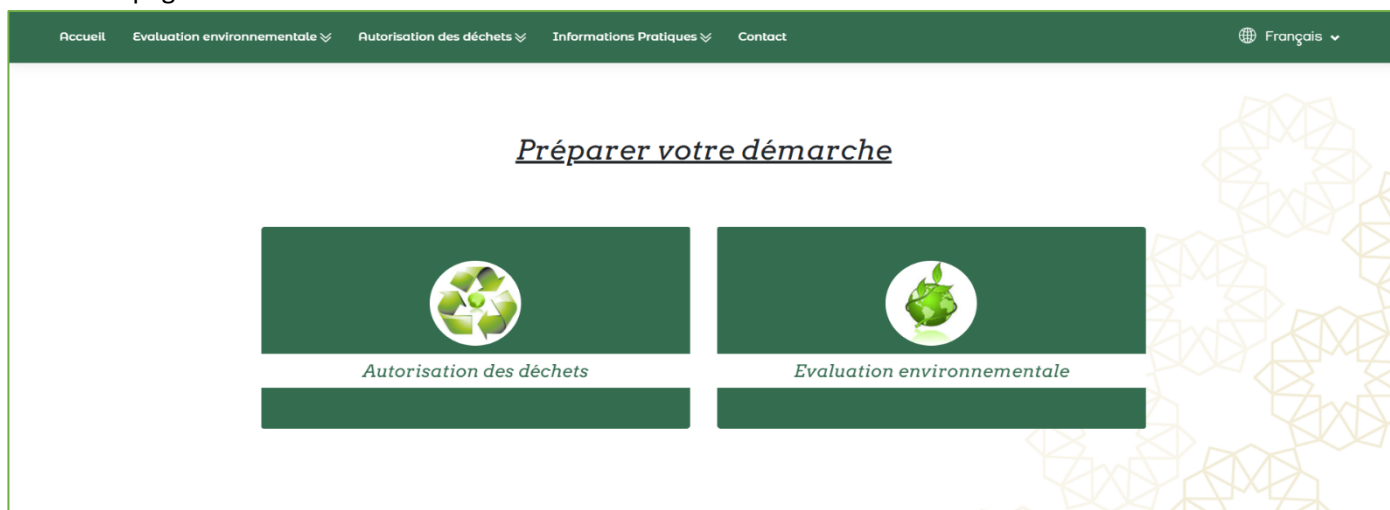 Accueil Evaluation environnementale Autorisation des déchets Informations Pratiques Contact Français
Préparer votre démarche
Autorisation des déchets Evaluation environnementale